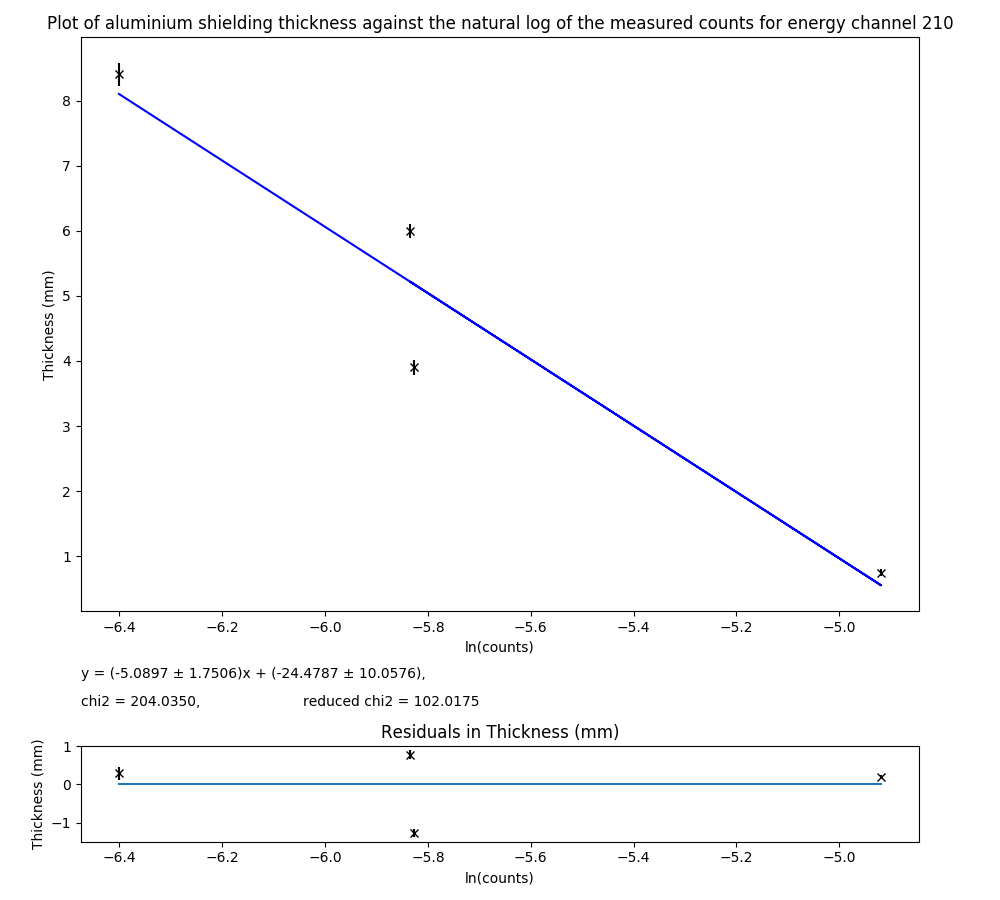 Plot of aluminium shielding thickness against the natural log of the measured counts for energy channel 210
8
7
6
5
4
3
2
1
Thickness (mm)
−6.4 −6.2 −6.0 −5.8 −5.6 −5.4 −5.2 −5.0
ln(counts)
y = (-5.0897 ± 1.7506)x + (-24.4787 ± 10.0576),
chi2 = 204.0350, reduced chi2 = 102.0175
Residuals in Thickness (mm)
1
0
−1
Thickness (mm)
−6.4 −6.2 −6.0 −5.8 −5.6 −5.4 −5.2 −5.0
ln(counts)